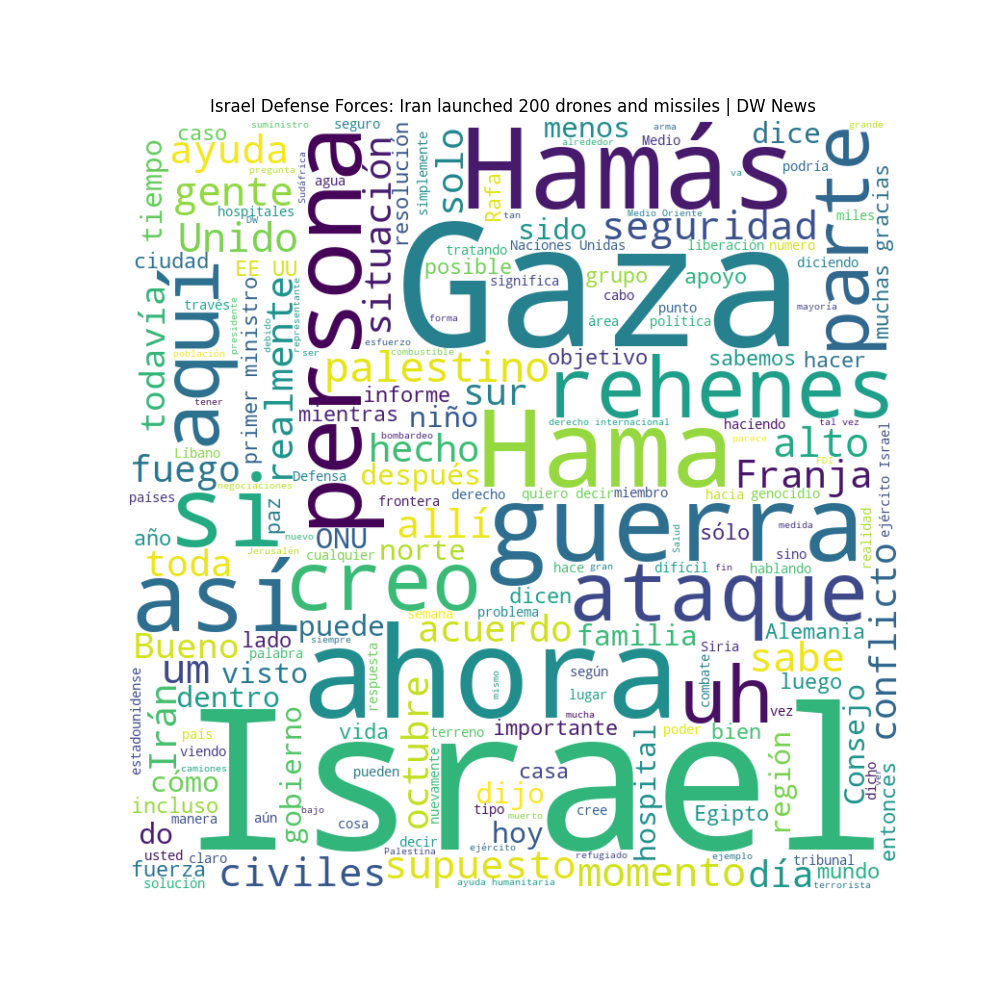 Israel Defense Forces: Iran launched 200 drones and missiles | DW News
suministro
seguro
arma
grande
caso
menos
Medio
dice
ayuda
alrededor
tiempo
persona
Hamás
parte
pregunta
Sudáfrica
agua
situación
resolución
simplemente
solo
Rafa
va
podría
gente
hospitales
DW
tan
Medio Oriente
miles
muchas gracias
Unido
sido
seguridad
Gaza
tratando
Naciones Unidas
liberación
número
ciudad
EE UU
posible
significa
grupo
apoyo
diciendo
todavía
aquí
través
presidente
primer ministro
debido
realmente
representante
cabo
punto
mayoría
forma
área
política
esfuerzo
población
ser
combustible
palestino
objetivo
sabemos
hacer
tener
informe
sur
rehenes
mientras
niño
derecho internacional
haciendo
tal vez
Líbano
bombardeo
hecho
Hama
parece
alto
fuego
Defensa
después
Franja
FDI
ejército Israel
negociaciones
países
si
frontera
derecho
quiero decir
miembro
hacia
genocidio
paz
allí
guerra
año
nuevo
ONU
Salud
sólo
medida
realidad
Jerusalén
cualquier
norte
sino
toda
creo
hace
gran
difícil
fin
hablando
así
dicen
ataque
conflicto
semana
problema
puede
acuerdo
familia
Alemania
Bueno
lado
siempre
palabra
Siria
sabe
um
visto
ahora
respuesta
mismo
según
combate
uh
luego
estadounidense
Irán
dentro
octubre
lugar
Consejo
mucha
vez
país
Israel
vida
terreno
importante
poder
bien
viendo
gobierno
región
camiones
cómo
pueden
nuevamente
casa
hospital
dicho
ver
entonces
incluso
dijo
manera
aún
bajo
cosa
tipo
muerto
cree
Egipto
do
hoy
decir
usted
claro
Palestina
ejército
refugiado
ejemplo
tribunal
fuerza
civiles
supuesto
momento
día
mundo
solución
ayuda humanitaria
terrorista